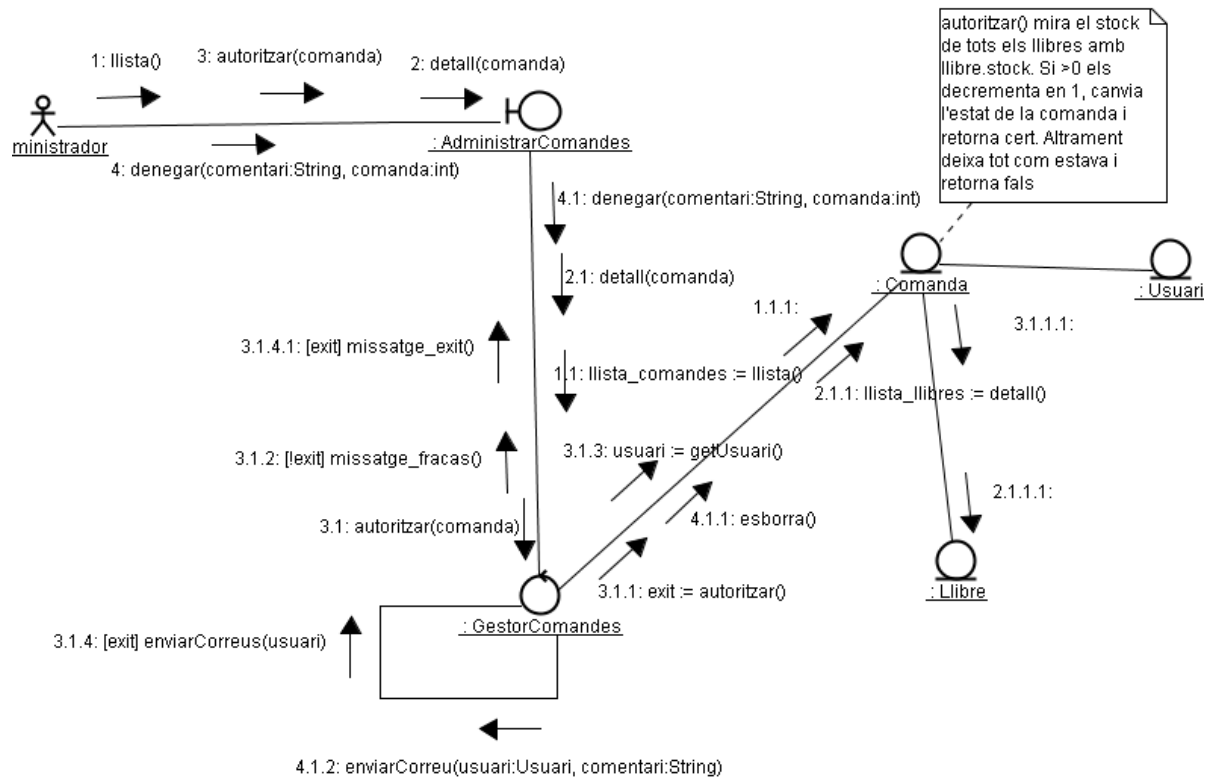 autoritzar() mira el stock
de tots els llibres amb
llibre.stock. Si >0 els
decrementa en 1, canvia
l'estat de la comanda i
retorna cert. Altrament
deixa tot com estava i
retorna fals
1: llista()
3: autoritzar(comanda)
2: detall(comanda)
ministrador
: AdministrarComandes
4: denegar(comentari:String, comanda:int)
4.1: denegar(comentari:String, comanda:int)
2.1: detall(comanda)
: Comanda
: Usuari
1.1.1:
3.1.1.1:
3.1.4.1: [exit] missatge_exit()
1.1: llista_comandes := llista()
2.1.1: llista_llibres := detall()
3.1.2: [!exit] missatge_fracas()
3.1.3: usuari := getUsuari()
2.1.1.1:
3.1: autoritzar(comanda)
4.1.1: esborra()
3.1.1: exit := autoritzar()
: Llibre
: GestorComandes
3.1.4: [exit] enviarCorreus(usuari)
4.1.2: enviarCorreu(usuari:Usuari, comentari:String)